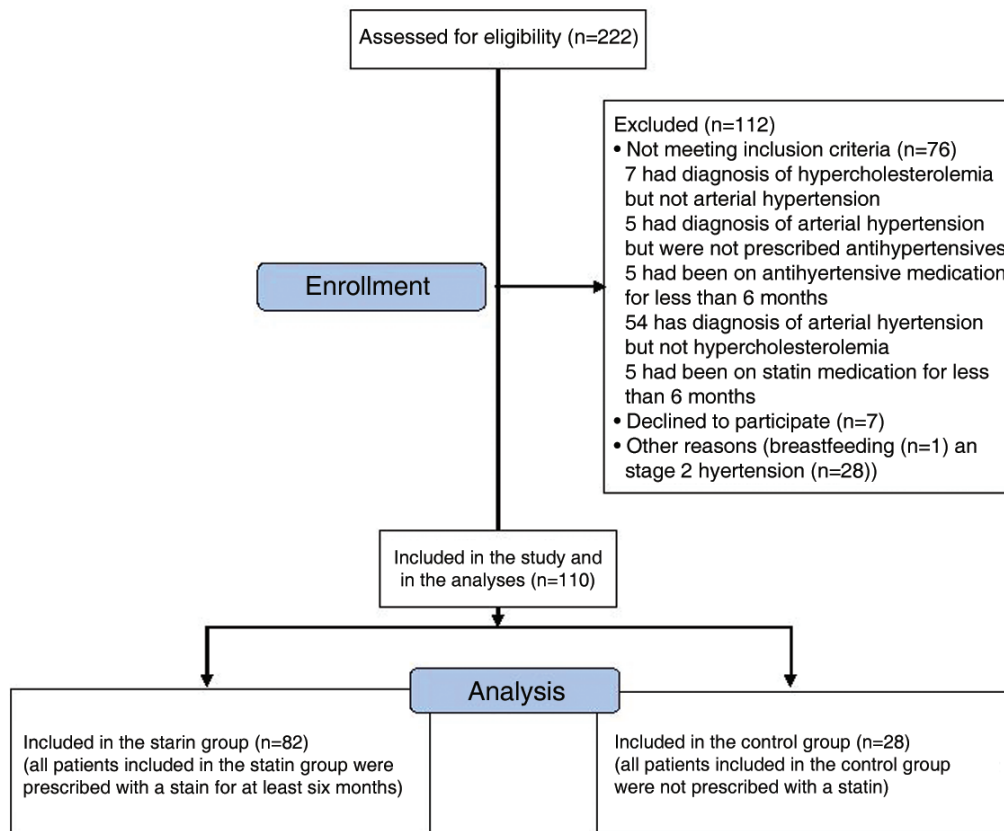 Assessed for eligibility (n=222)
Excluded (n=112)
• Not meeting inclusion criteria (n=76)
7 had diagnosis of hypercholesterolemia
but not arterial hypertension
5 had diagnosis of arterial hypertension
but were not prescribed antihypertensives
5 had been on antihyertensive medication
for less than 6 months
54 has diagnosis of arterial hyertension
but not hypercholesterolemia
5 had been on statin medication for less
than 6 months
• Declined to participate (n=7)
• Other reasons (breastfeeding (n=1) an
stage 2 hyertension (n=28))
Enrollment
Included in the study and
in the analyses (n=110)
Analysis
Included in the starin group (n=82)
(all patients included in the statin group were
prescribed with a stain for at least six months)
Included in the control group (n=28)
(all patients included in the control group
were not prescribed with a statin)